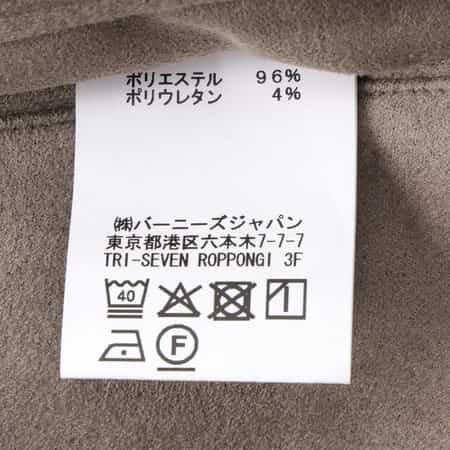 ポリエステル 96%
ポリウレタン 4%
㈱バーニーズジャパン
東京都港区六本木7-7-7
TRI-SEVEN ROPPONGI 3F
40
F